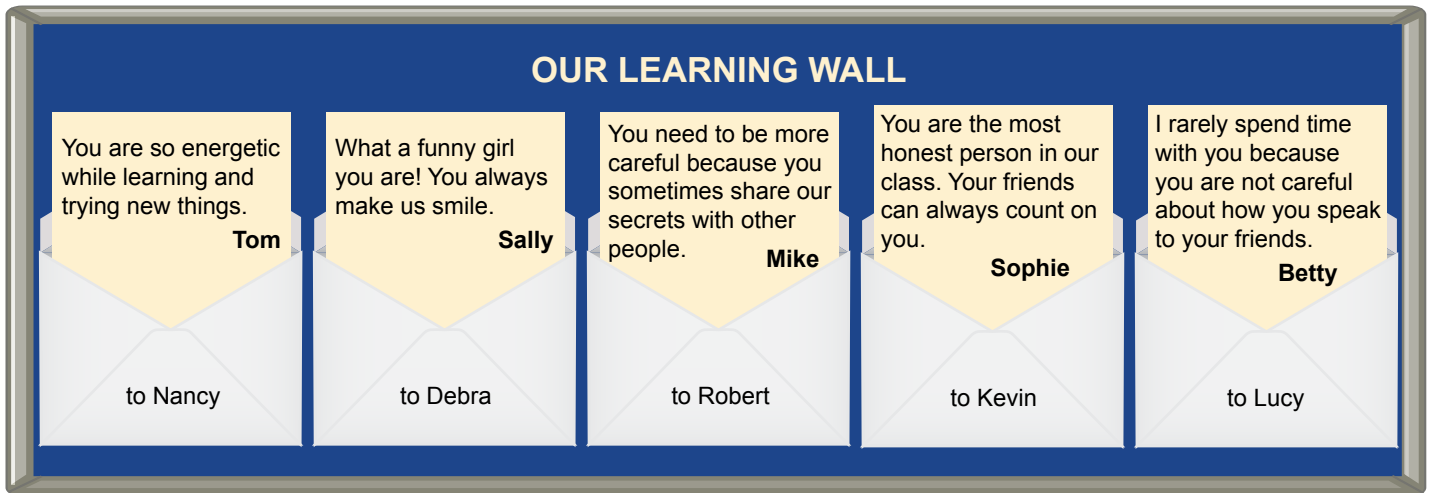 OUR LEARNING WALL
You are so energetic
while learning and
trying new things.
Tom
to Nancy
What a funny girl
you are! You always
make us smile.
Sally
to Debra
You need to be more
careful because you
sometimes share our
secrets with other
people.
Mike
to Robert
You are the most
honest person in our
class. Your friends
can always count on
you.
Sophie
to Kevin
I rarely spend time
with you because
you are not careful
about how you speak
to your friends.
Betty
to Lucy